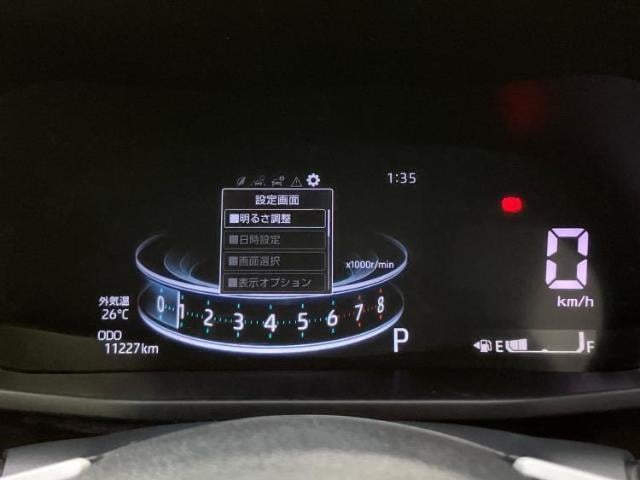 1:35
設定画面
■明るさ調整
■日時設定
■画面選択
■表示オプション
x1000r/min
0 1 2 3 4 5 6 7 8
外気温
26℃
ODO
11227km
P
0
km/h
E F